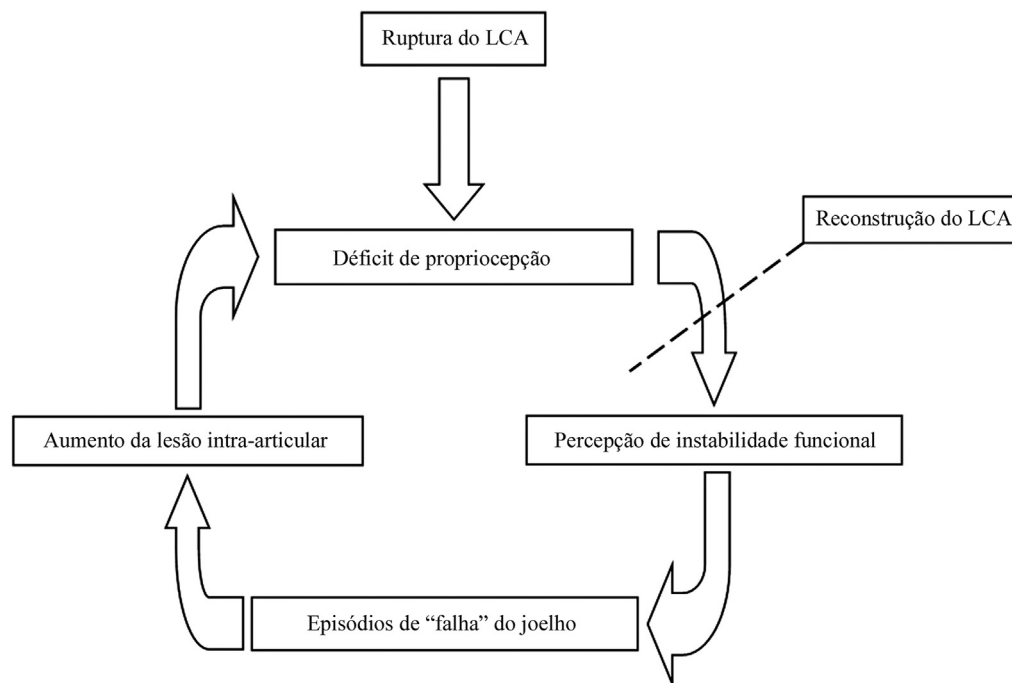 Ruptura do LCA
Reconstrução do LCA
Déficit de propriocepção
Aumento da lesão intra-articular
Percepção de instabilidade funcional
Episódios de “falha” do joelho